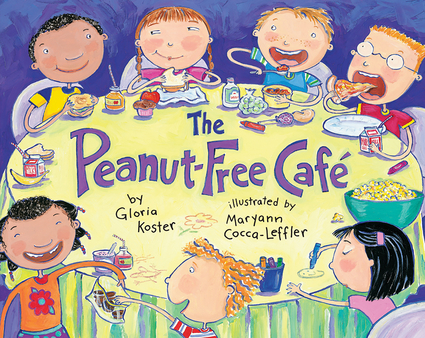 The
Peanut-Free Café
by
Gloria
Koster
illustrated by
Maryann
Cocca-Leffler